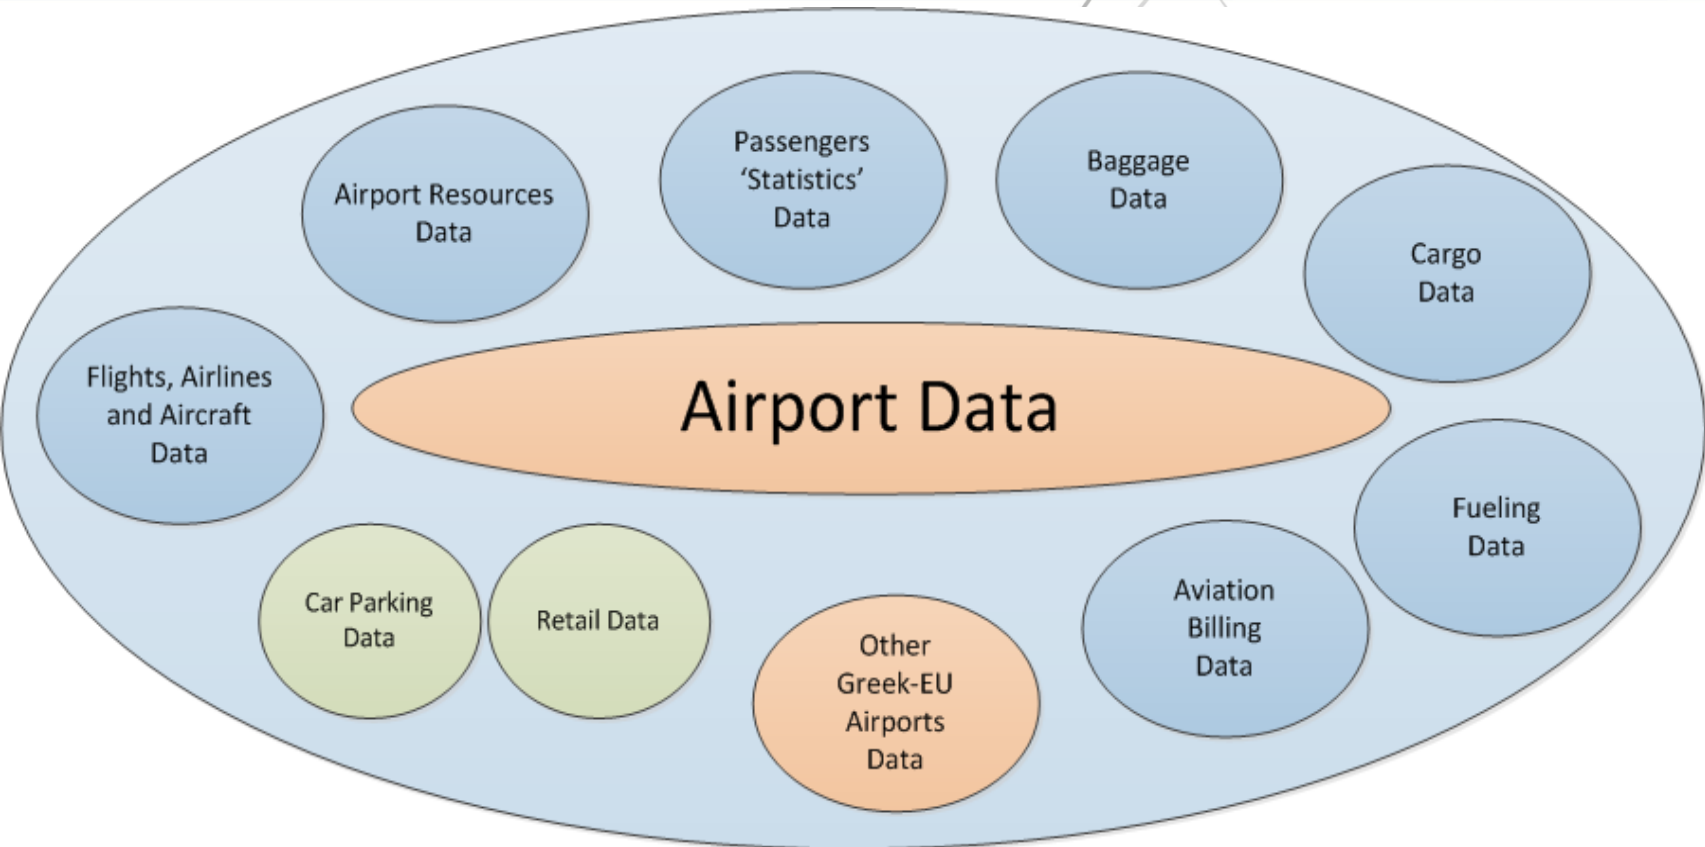 Passengers
‘Statistics’
Data
Baggage
Data
Airport Resources
Data
Cargo
Data
Flights, Airlines
and Aircraft
Data
Airport Data
Fueling
Data
Car Parking
Data
Retail Data
Aviation
Billing
Data
Other
Greek-EU
Airports
Data